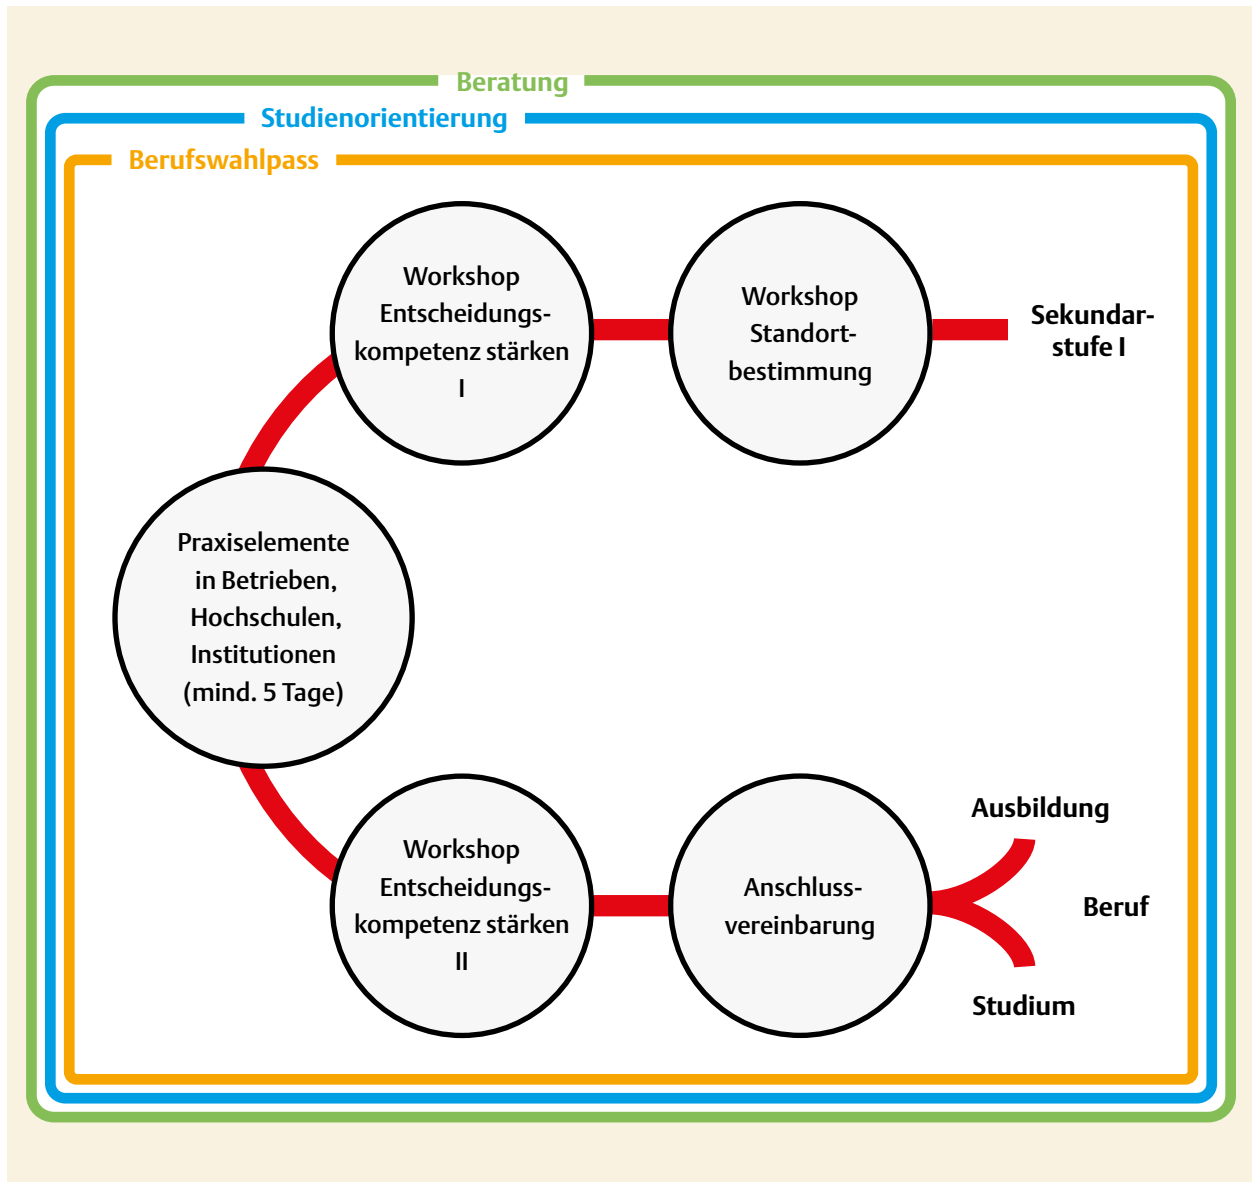 Beratung
Studienorientierung
Berufswahlpass
Workshop
Entscheidungs-
kompetenz stärken
I
Workshop
Standort-
bestimmung
Sekundar-
stufe I
Praxiselemente
in Betrieben,
Hochschulen,
Institutionen
(mind. 5 Tage)
Workshop
Entscheidungs-
kompetenz stärken
II
Anschluss-
vereinbarung
Ausbildung
Beruf
Studium